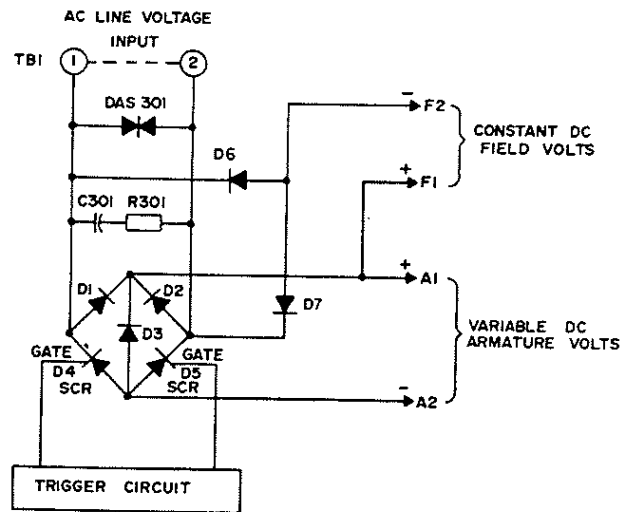 AC LINE VOLTAGE
INPUT
TB1 1 2
DAS 301
F2
CONSTANT DC
FIELD VOLTS
D6
F1
C301 R301
A1
D1 D2
D7
D3
VARIABLE DC
ARMATURE VOLTS
GATE GATE
D4 D5
SCR SCR
A2
TRIGGER CIRCUIT